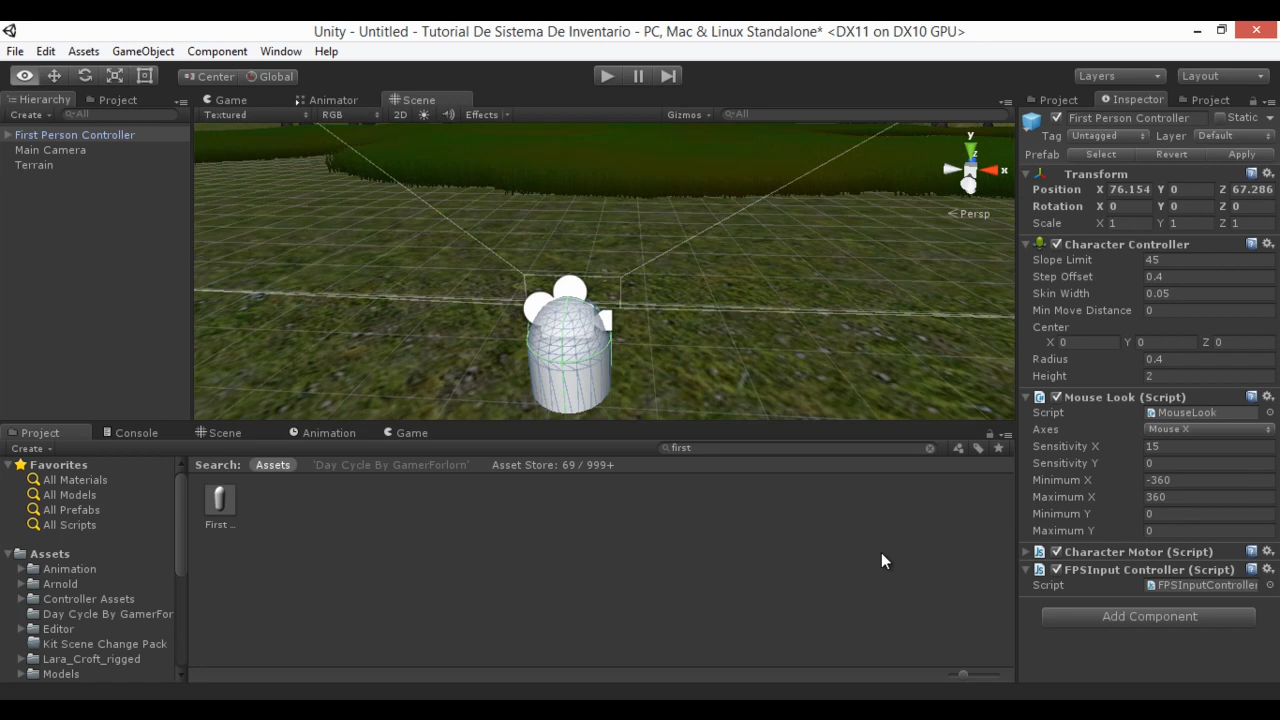 Unity - Untitled - Tutorial De Sistema De Inventario - PC, Mac & Linux Standalone* <DX11 on DX10 GPU>
File Edit Assets GameObject Component Window Help
Center Global Layers Layout
Hierarchy Project Game Animator Scene Project Inspector Project
Create All Textured RGB 2D Effects Gizmos All
First Person Controller
Main Camera
Terrain
y
z
x
Persp
First Person Controller Static
Tag Untagged Layer Default
Prefab Select Revert Apply
Transform
Position X 76.154 Y 0 Z 67.286
Rotation X 0 Y 0 Z 0
Scale X 1 Y 1 Z 1
Character Controller
Slope Limit 45
Step Offset 0.4
Skin Width 0.05
Min Move Distance 0
Center
X 0 Y 0 Z 0
Radius 0.4
Height 2
Mouse Look (Script)
Script MouseLook
Axes Mouse X
Sensitivity X 15
Sensitivity Y 0
Minimum X -360
Maximum X 360
Minimum Y 0
Maximum Y 0
Character Motor (Script)
FPSInput Controller (Script)
Script FPSInputController
Add Component
Project Console Scene Animation Game
Create first
Favorites
All Materials
All Models
All Prefabs
All Scripts
Assets
Animation
Arnold
Controller Assets
Day Cycle By GamerFor
Editor
Kit Scene Change Pack
Lara_Croft_rigged
Models
Search: Assets 'Day Cycle By GamerForlorn' Asset Store: 69 / 999+
First ...